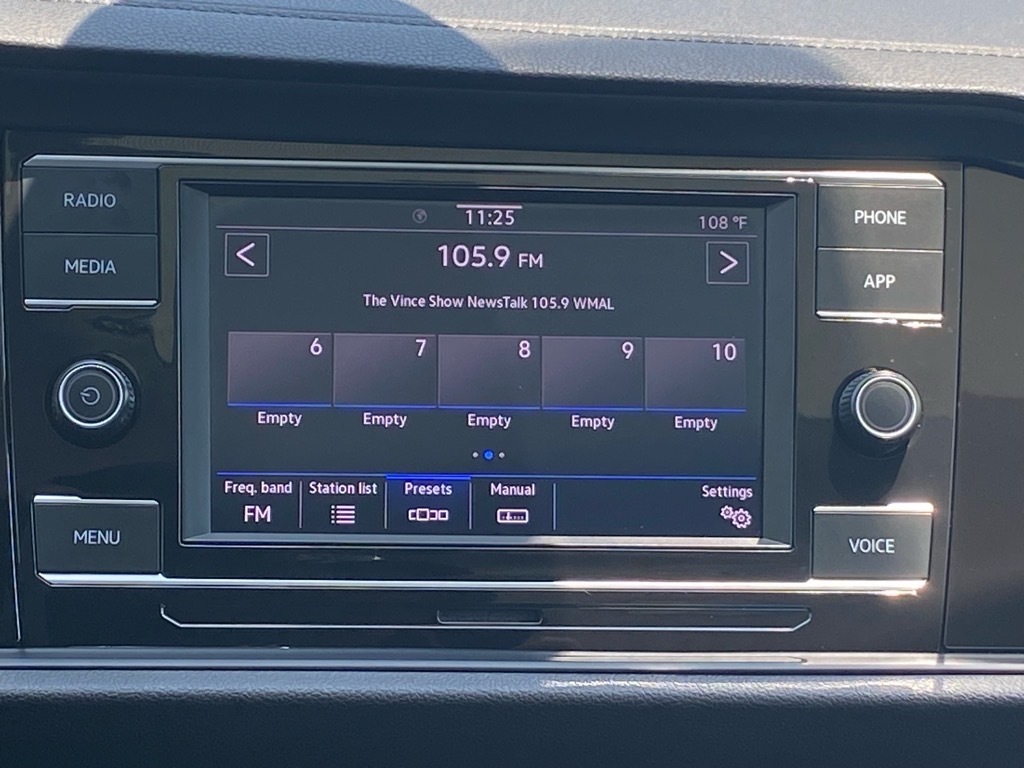 RADIO
MEDIA
MENU
11:25
108 °F
<
105.9 FM
>
The Vince Show NewsTalk 105.9 WMAL
6 7 8 9 10
Empty Empty Empty Empty Empty
Freq. band Station list Presets Manual Settings
FM
PHONE
APP
VOICE